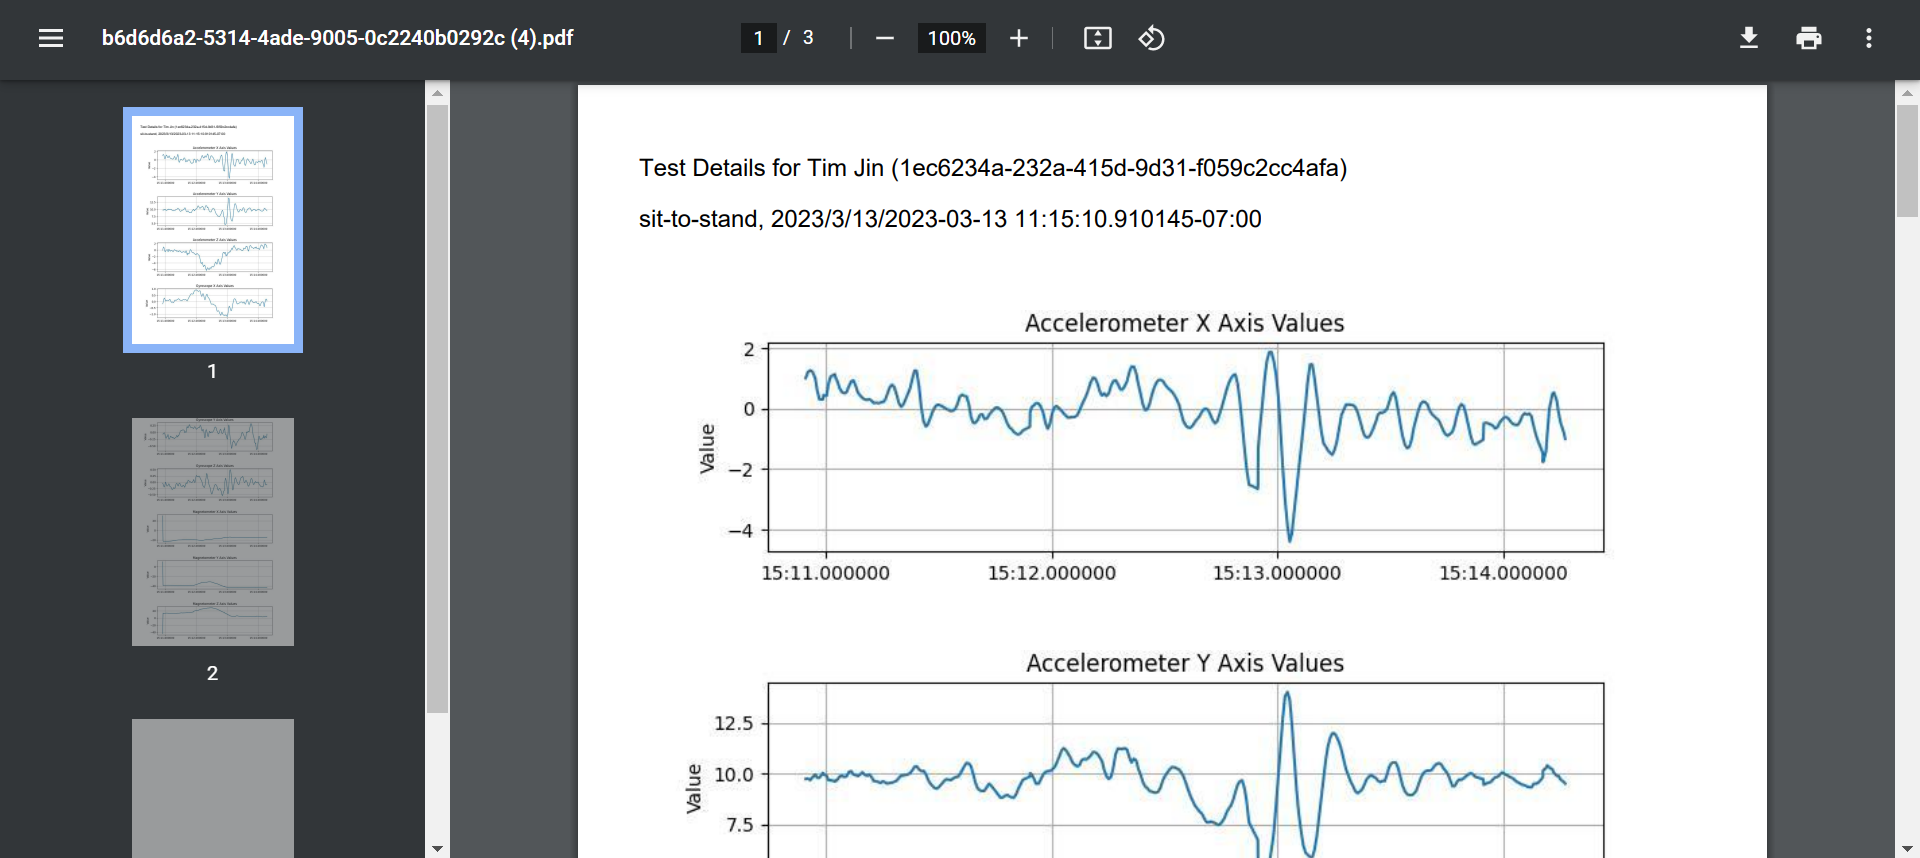 b6d6d6a2-5314-4ade-9005-0c2240b0292c (4).pdf
1 / 3
100%
1
2
Test Details for Tim Jin (1ec6234a-232a-415d-9d31-f059c2cc4afa)
sit-to-stand, 2023/3/13/2023-03-13 11:15:10.910145-07:00
Accelerometer X Axis Values
Value
2
0
−2
−4
15:11.000000 15:12.000000 15:13.000000 15:14.000000
Accelerometer Y Axis Values
Value
12.5
10.0
7.5